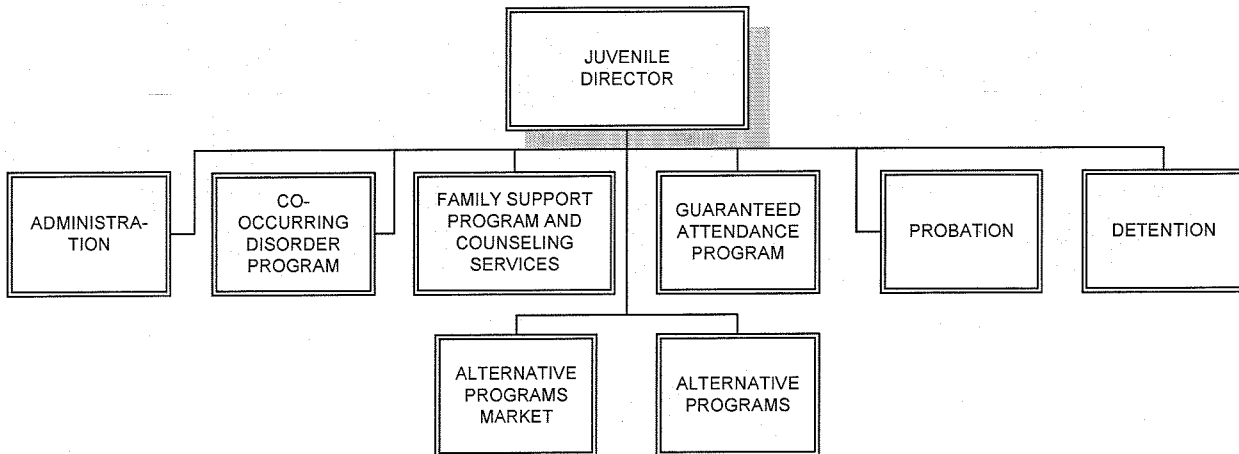 JUVENILE
DIRECTOR
ADMINISTRA-
TION
CO-
OCCURRING
DISORDER
PROGRAM
FAMILY SUPPORT
PROGRAM AND
COUNSELING
SERVICES
GUARANTEED
ATTENDANCE
PROGRAM
PROBATION
DETENTION
ALTERNATIVE
PROGRAMS
MARKET
ALTERNATIVE
PROGRAMS